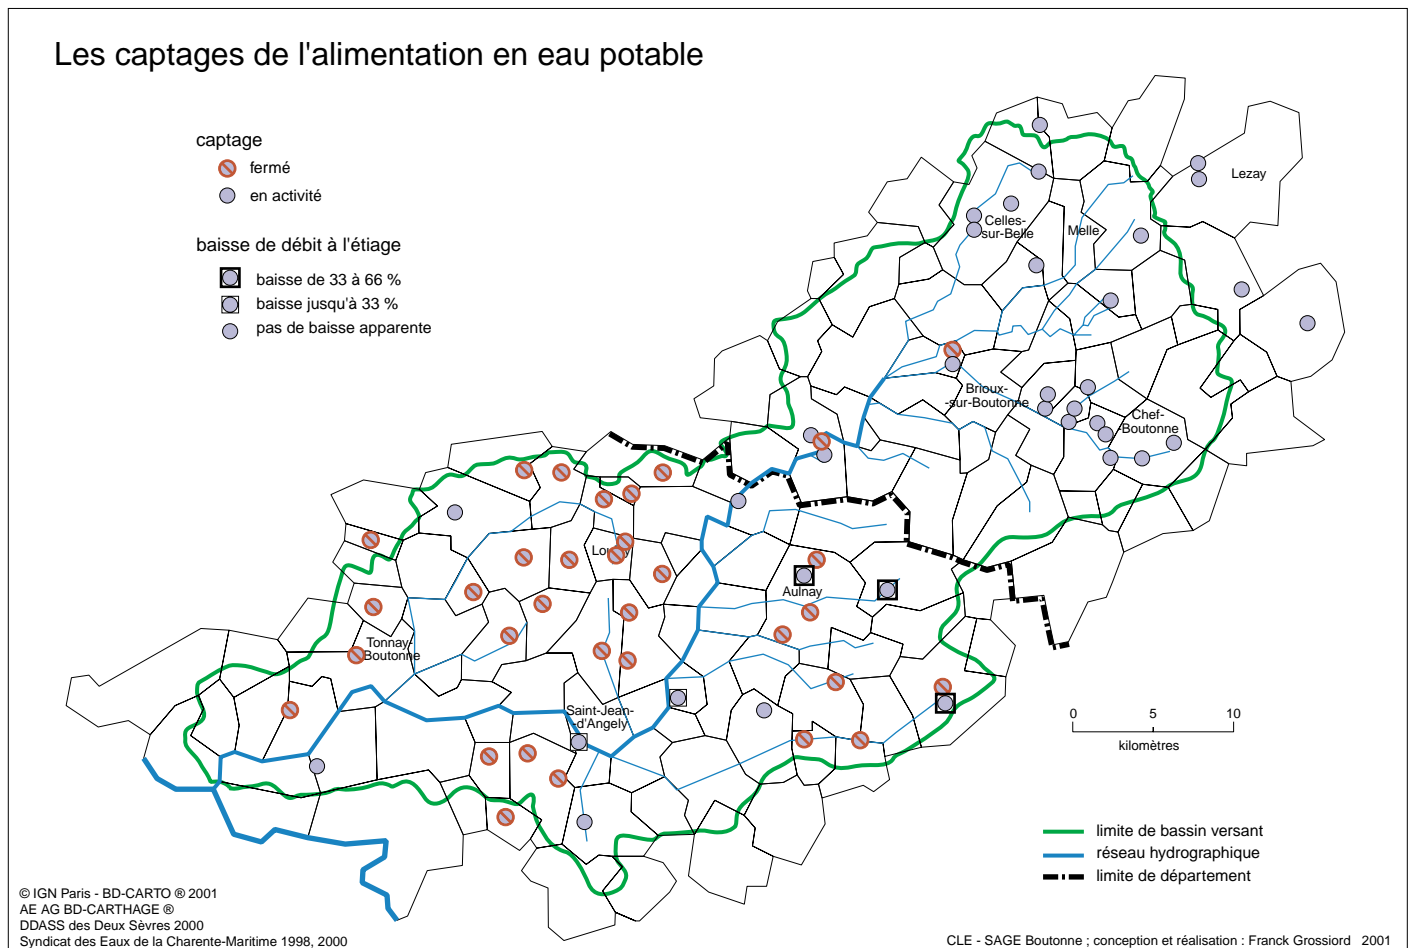 Les captages de l'alimentation en eau potable
captage
fermé
en activité
baisse de débit à l'étiage
baisse de 33 à 66 %
baisse jusqu'à 33 %
pas de baisse apparente
Lezay
Celles-
-sur-Belle
Melle
Brioux-
-sur-Boutonne
Chef-
-Boutonne
Loulay
Aulnay
Tonnay-
Boutonne
Saint-Jean-
-d'Angely
0 5 10
kilomètres
limite de bassin versant
réseau hydrographique
limite de département
© IGN Paris - BD-CARTO ® 2001
AE AG BD-CARTHAGE ®
DDASS des Deux Sèvres 2000
Syndicat des Eaux de la Charente-Maritime 1998, 2000
CLE - SAGE Boutonne ; conception et réalisation : Franck Grossiord 2001